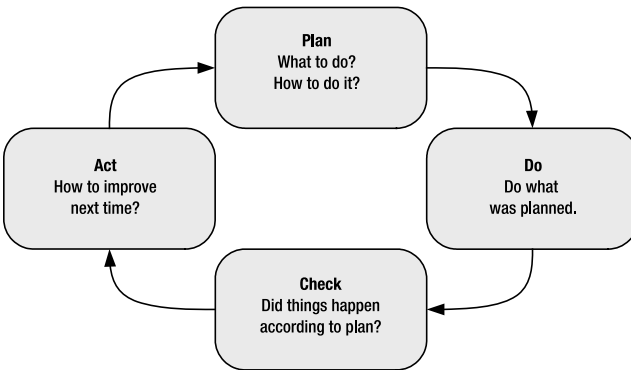 Plan
What to do?
How to do it?
Act
How to improve
next time?
Do
Do what
was planned.
Check
Did things happen
according to plan?